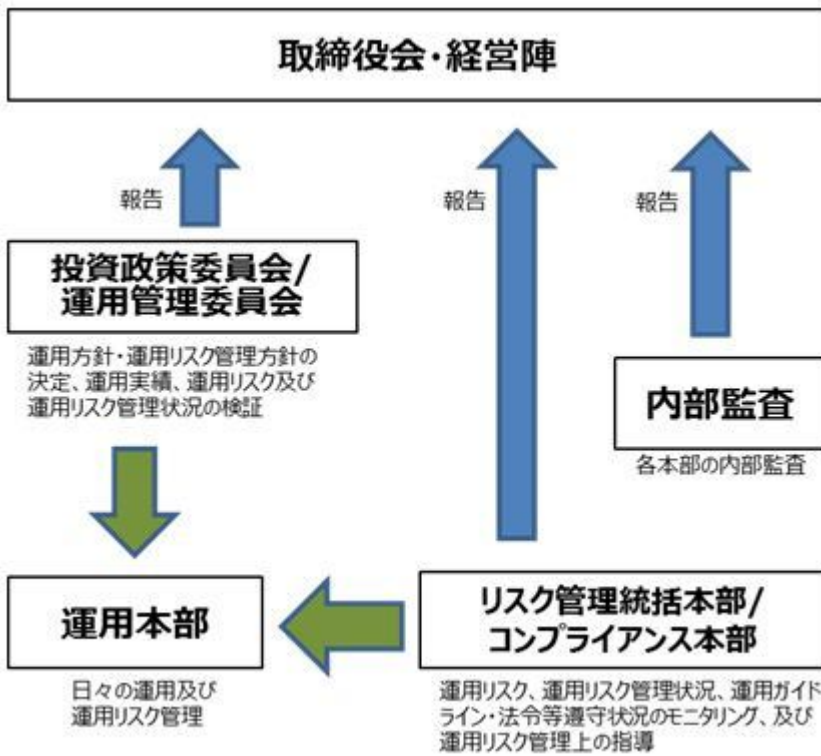 取締役会・経営陣
報告
報告
報告
投資政策委員会/
運用管理委員会
運用方針・運用リスク管理方針の
決定、運用実績、運用リスク及び
運用リスク管理状況の検証
内部監査
各本部の内部監査
運用本部
日々の運用及び
運用リスク管理
リスク管理統括本部/
コンプライアンス本部
運用リスク、運用リスク管理状況、運用ガイド
ライン・法令等遵守状況のモニタリング、及び
運用リスク管理上の指導